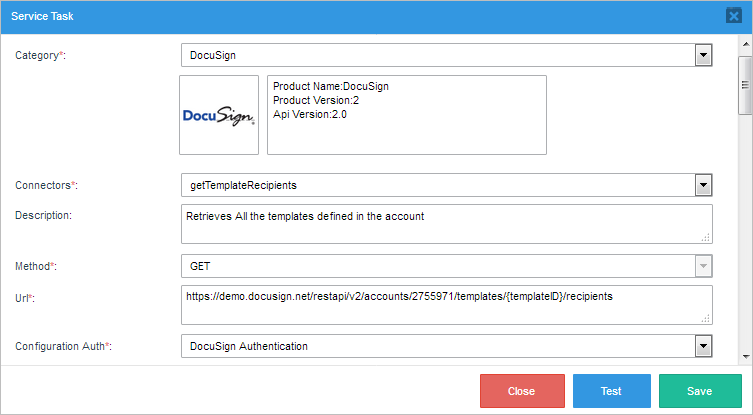 Service Task
Category*:
DocuSign
DocuSign
Product Name:DocuSign
Product Version:2
Api Version:2.0
Connectors*:
getTemplateRecipients
Description:
Retrieves All the templates defined in the account
Method*:
GET
Url*:
https://demo.docusign.net/restapi/v2/accounts/2755971/templates/{templateID}/recipients
Configuration Auth*:
DocuSign Authentication
Close
Test
Save